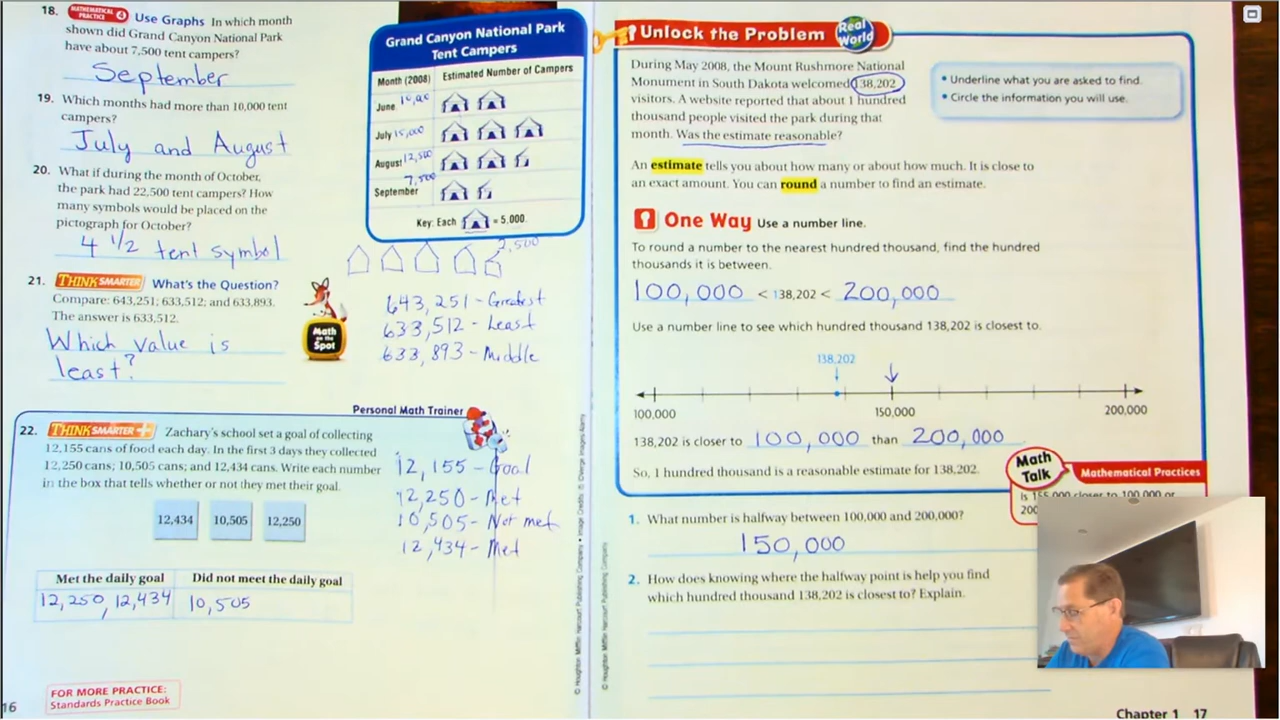 18. MATHEMATICAL PRACTICE 4 Use Graphs In which month
shown did Grand Canyon National Park
have about 7,500 tent campers?
September
19. Which months had more than 10,000 tent
campers?
July and August
20. What if during the month of October,
the park had 22,500 tent campers? How
many symbols would be placed on the
pictograph for October?
4 1/2 tent symbol
21. THINK SMARTER What's the Question?
Compare: 643,251; 633,512; and 633,893.
The answer is 633,512.
Which value is
least?
Grand Canyon National Park
Tent Campers
Month (2008) Estimated Number of Campers
June
July 15,000
August 12,500
7,500
September
Key: Each = 5,000.
2,500
643,251 - Greatest
633,512 - Least
633,893 - Middle
Math
on the
Spot
Personal Math Trainer
22. THINK SMARTER + Zachary's school set a goal of collecting
12,155 cans of food each day. In the first 3 days they collected
12,250 cans; 10,505 cans; and 12,434 cans. Write each number
in the box that tells whether or not they met their goal.
12,434 10,505 12,250
12,155 - Goal
12,250 - Met
10,505 - Not met
12,434 - Met
Met the daily goal Did not meet the daily goal
12,250, 12,434 10,505
FOR MORE PRACTICE:
Standards Practice Book
16
© Houghton Mifflin Harcourt Publishing Company
Unlock the Problem Real World
During May 2008, the Mount Rushmore National
Monument in South Dakota welcomed 138,202
visitors. A website reported that about 1 hundred
thousand people visited the park during that
month. Was the estimate reasonable?
• Underline what you are asked to find.
• Circle the information you will use.
An estimate tells you about how many or about how much. It is close to
an exact amount. You can round a number to find an estimate.
One Way Use a number line.
To round a number to the nearest hundred thousand, find the hundred
thousands it is between.
100,000 < 138,202 < 200,000
Use a number line to see which hundred thousand 138,202 is closest to.
138,202
100,000 150,000 200,000
138,202 is closer to 100,000 than 200,000
So, 1 hundred thousand is a reasonable estimate for 138,202.
Math
Talk
Mathematical Practices
Is 155,000 closer to 100,000 or
1. What number is halfway between 100,000 and 200,000?
150,000
2. How does knowing where the halfway point is help you find
which hundred thousand 138,202 is closest to? Explain.
© Houghton Mifflin Harcourt Publishing Company
Chapter 1 17